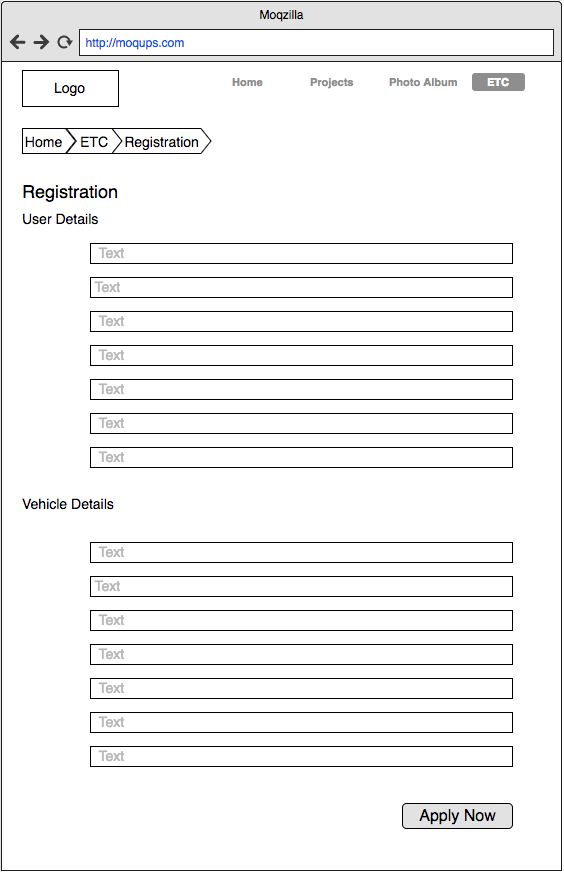 Moqzilla
http://moqups.com
Logo
Home Projects Photo Album ETC
Home ETC Registration
Registration
User Details
Text
Text
Text
Text
Text
Text
Text
Vehicle Details
Text
Text
Text
Text
Text
Text
Text
Apply Now